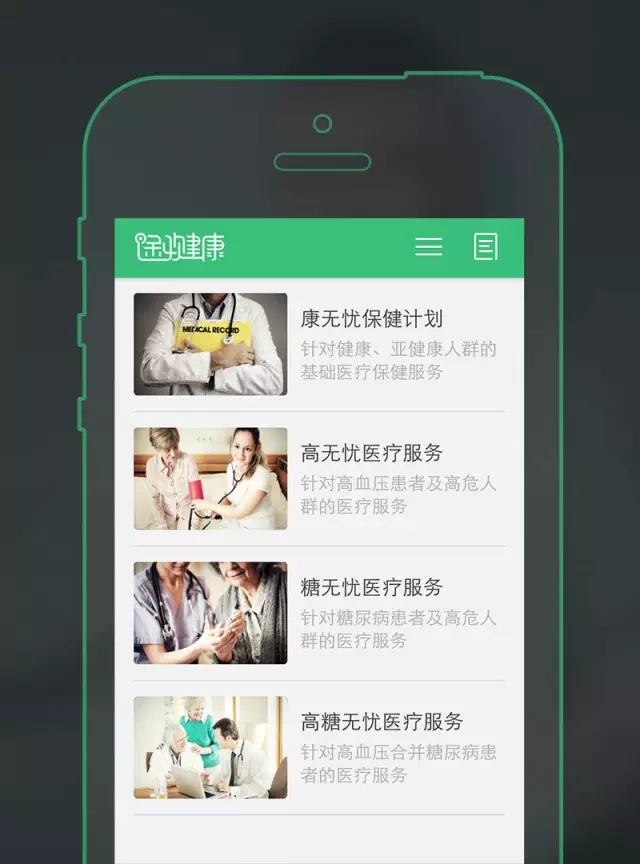 保为健康
MEDICAL RECORD
康无忧保健计划
针对健康、亚健康人群的
基础医疗保健服务
高无忧医疗服务
针对高血压患者及高危人
群的医疗服务
糖无忧医疗服务
针对糖尿病患者及高危人
群的医疗服务
高糖无忧医疗服务
针对高血压合并糖尿病患
者的医疗服务